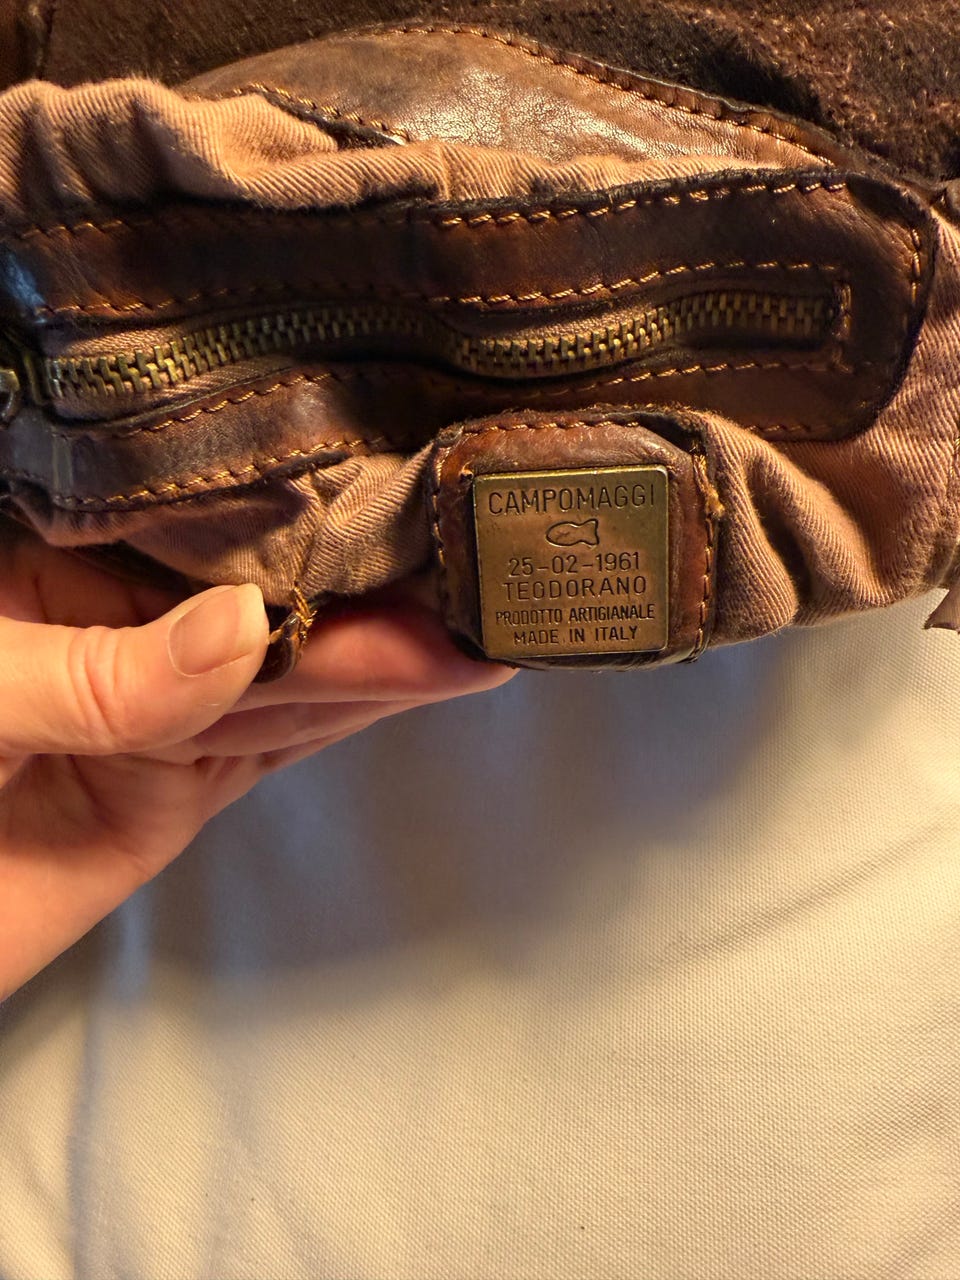 CAMPOMAGGI
25-02-1961
TEODORANO
PRODOTTO ARTIGIANALE
MADE IN ITALY